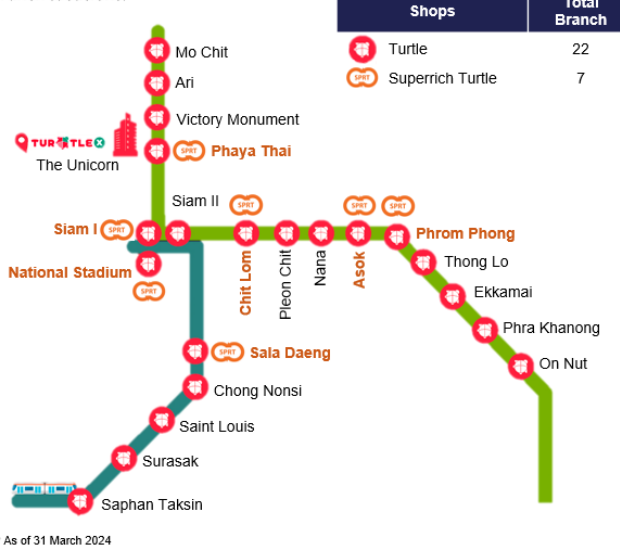 Shops
Total
Branch
Turtle
22
SPRT
Superrich Turtle
7
Mo Chit
Ari
Victory Monument
TURTLE X
The Unicorn
SPRT
Phaya Thai
Siam II
Siam I
SPRT
SPRT
SPRT
SPRT
Phrom Phong
National Stadium
SPRT
Chit Lom
Pleon Chit
Nana
Asok
Thong Lo
Ekkamai
Phra Khanong
On Nut
SPRT
Sala Daeng
Chong Nonsi
Saint Louis
Surasak
Saphan Taksin
As of 31 March 2024